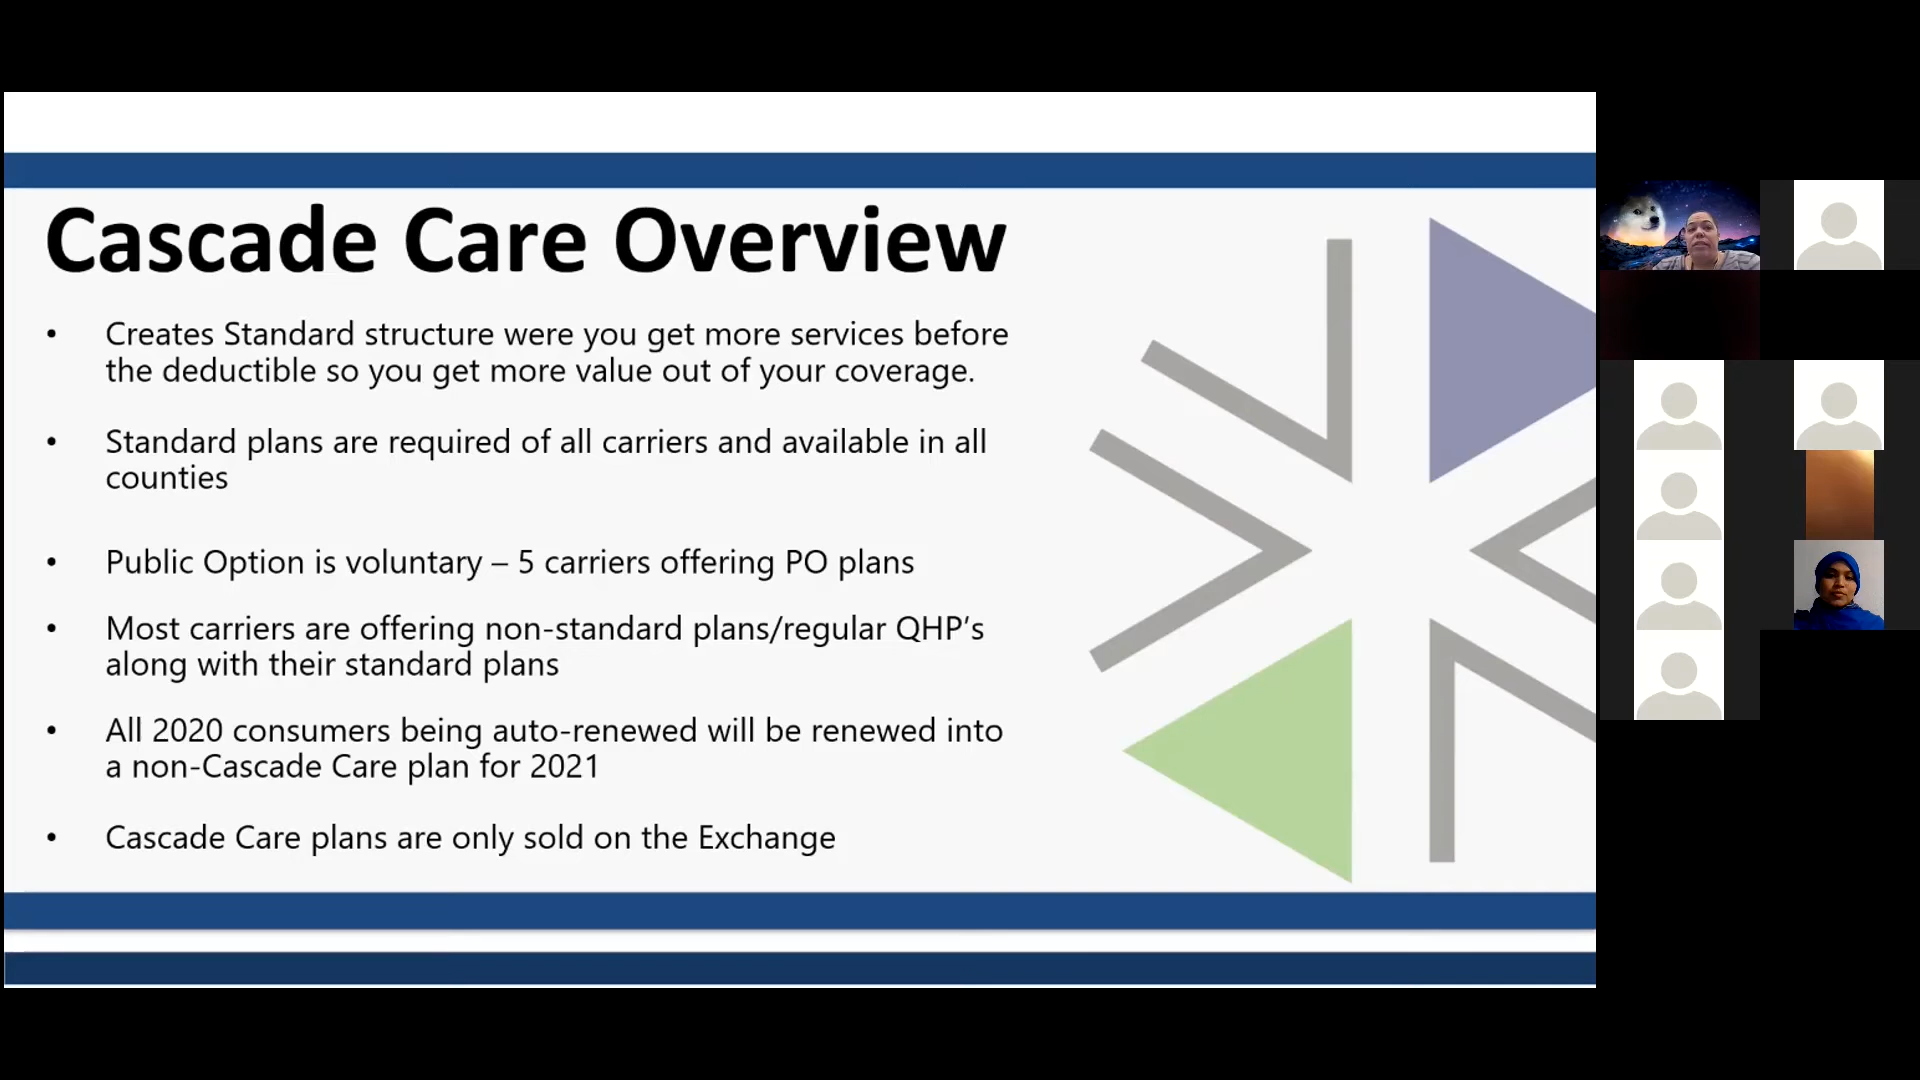 Cascade Care Overview
• Creates Standard structure were you get more services before
the deductible so you get more value out of your coverage.
• Standard plans are required of all carriers and available in all
counties
• Public Option is voluntary – 5 carriers offering PO plans
• Most carriers are offering non-standard plans/regular QHP’s
along with their standard plans
• All 2020 consumers being auto-renewed will be renewed into
a non-Cascade Care plan for 2021
• Cascade Care plans are only sold on the Exchange